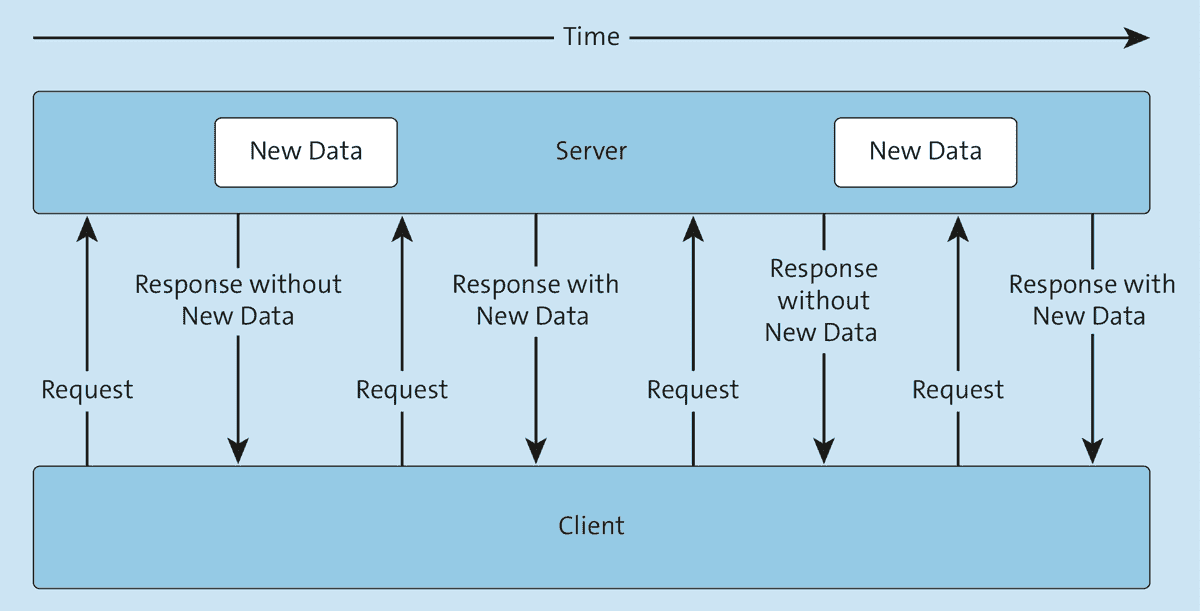 Time
New Data
Server
New Data
Response without
New Data
Response with
New Data
Response
without
New Data
Response with
New Data
Request
Request
Request
Request
Client